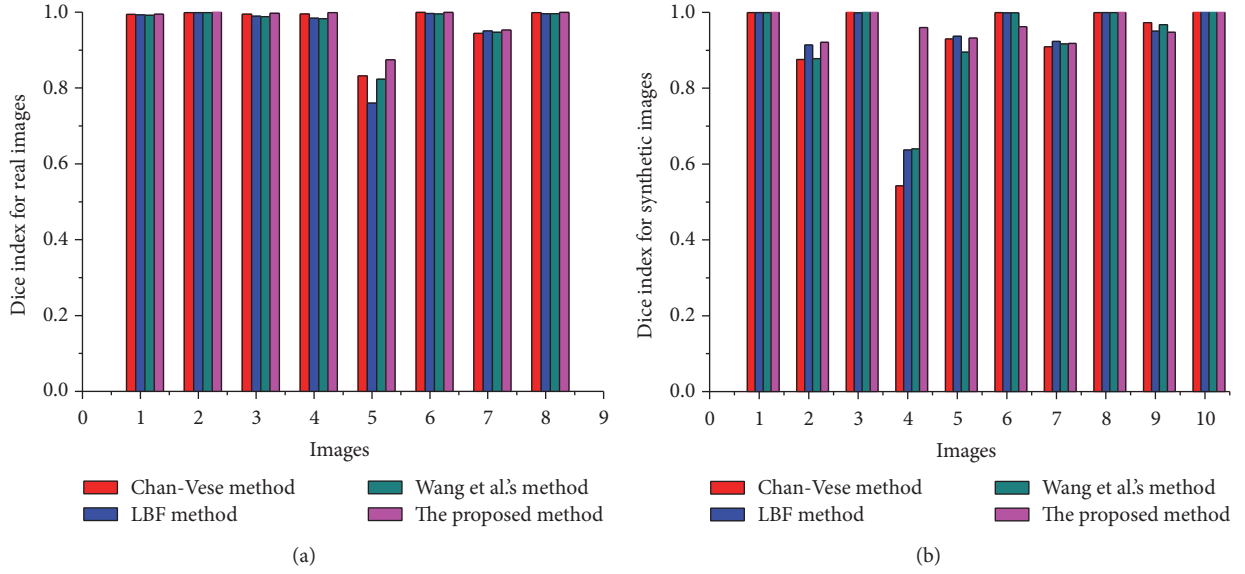 Dice index for real images
1.0
0.8
0.6
0.4
0.2
0.0
0 1 2 3 4 5 6 7 8 9
Images
Chan-Vese method
LBF method
Wang et al.'s method
The proposed method
(a)
Dice index for synthetic images
1.0
0.8
0.6
0.4
0.2
0.0
0 1 2 3 4 5 6 7 8 9 10
Images
Chan-Vese method
LBF method
Wang et al.'s method
The proposed method
(b)